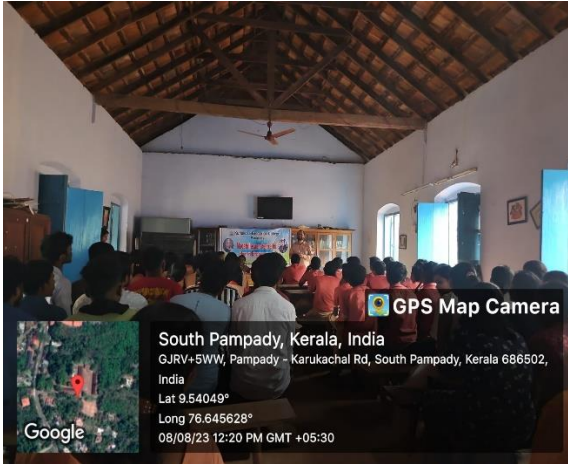 GPS Map Camera
South Pampady, Kerala, India
GJRV+5WW, Pampady - Karukachal Rd, South Pampady, Kerala 686502,
India
Lat 9.54049°
Long 76.645628°
08/08/23 12:20 PM GMT +05:30
Google